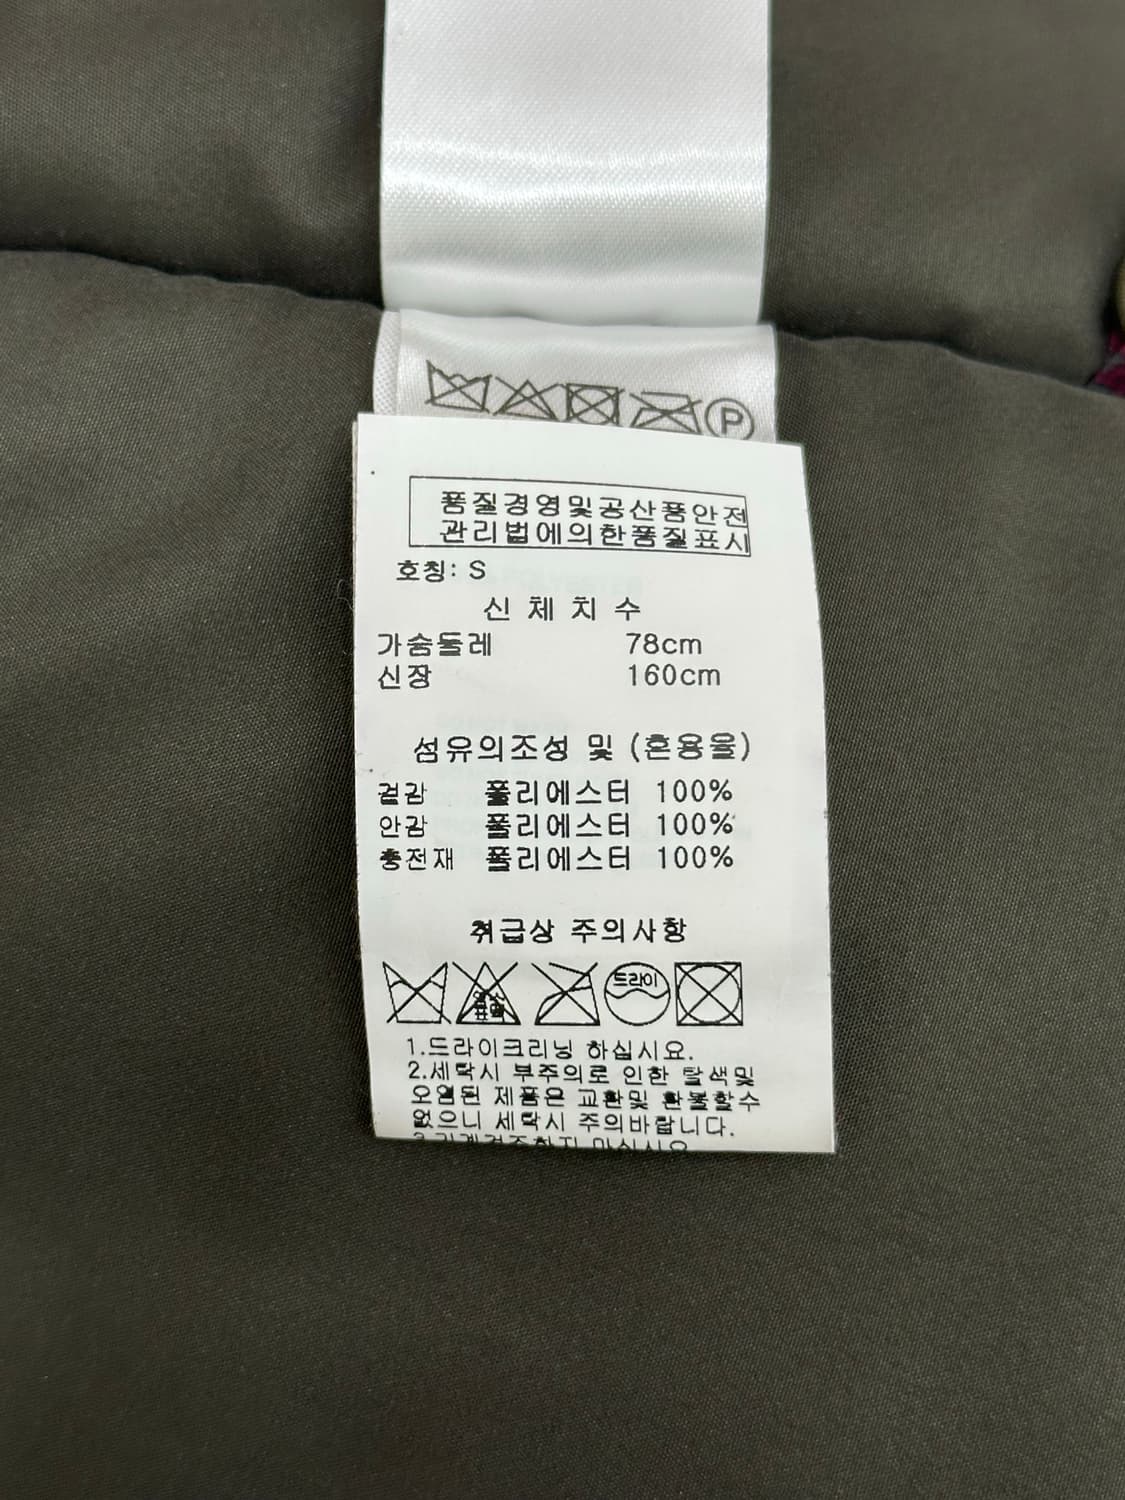 P
품질경영및공산품안전
관리법에의한품질표시
호칭: S
신 체 치 수
가슴둘레 78cm
신장 160cm
섬유의조성 및 (혼용율)
겉감 폴리에스터 100%
안감 폴리에스터 100%
충전재 폴리에스터 100%
취급상 주의사항
드라이
1.드라이크리닝 하십시요.
2.세탁시 부주의로 인한 탈색및
오염된 제품은 교환및 환불할수
없으니 세탁시 주의바랍니다.